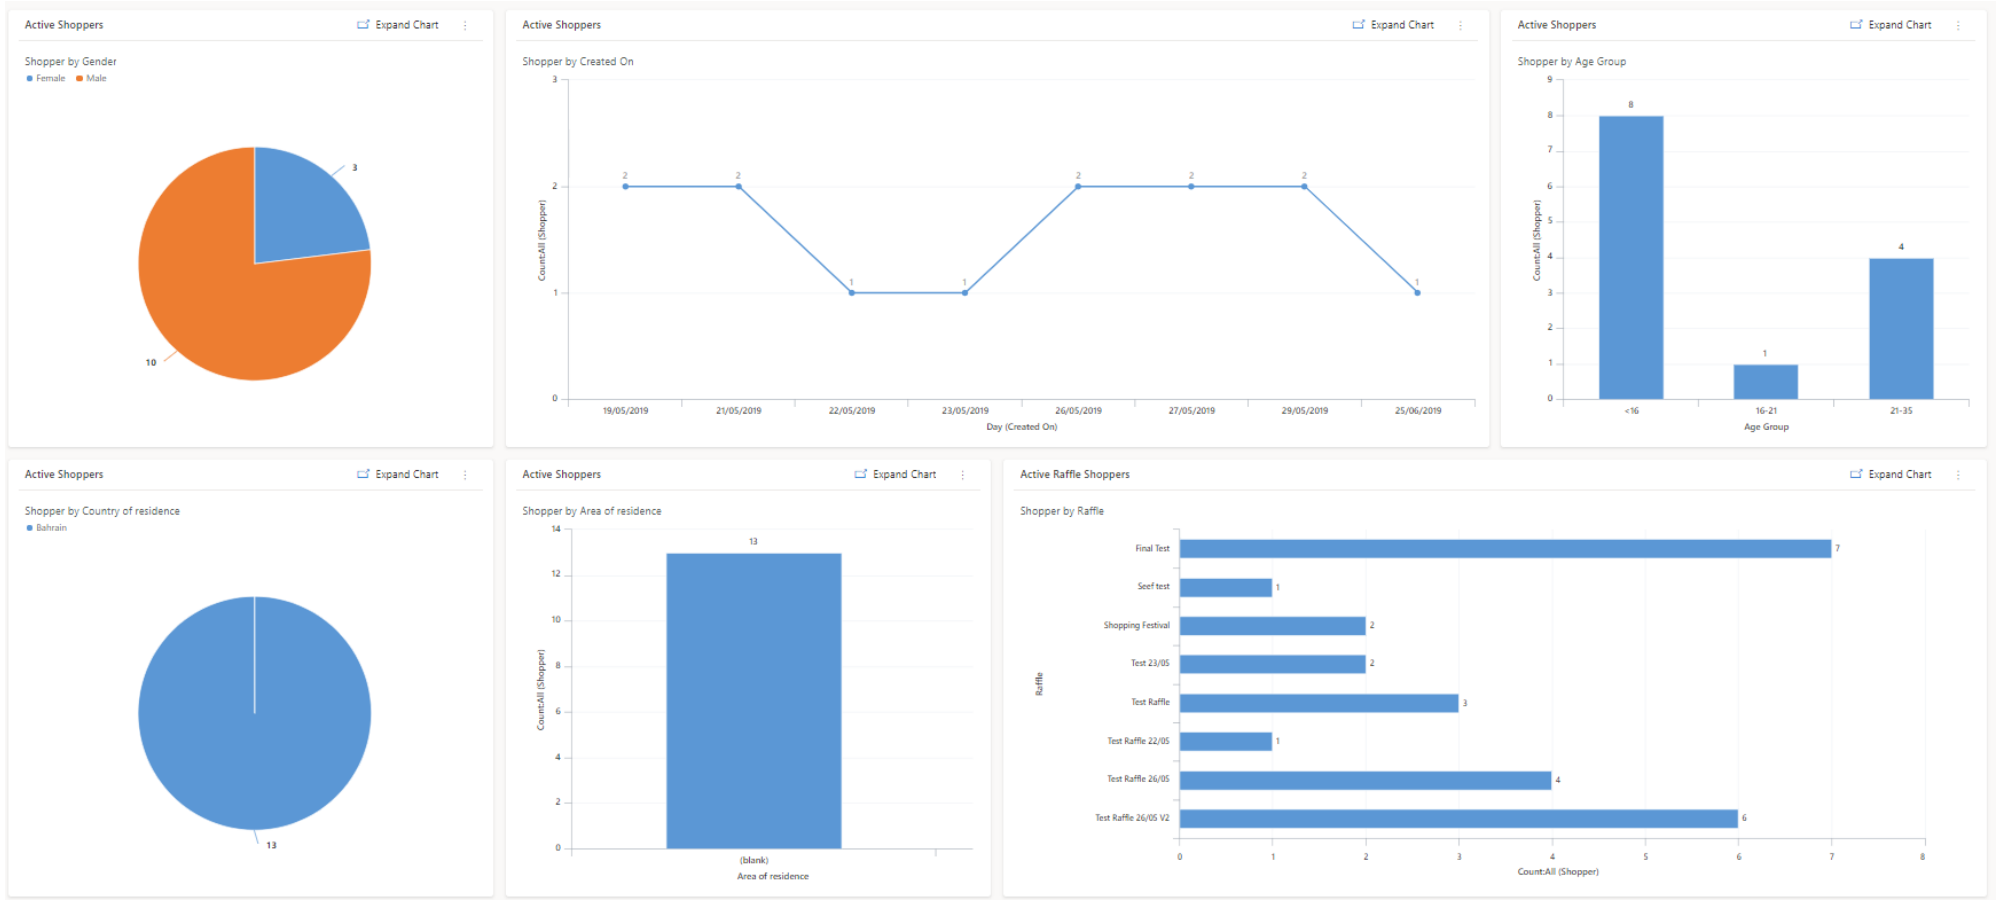 Active Shoppers
Expand Chart
Shopper by Gender
Female Male
3
10
Active Shoppers
Expand Chart
Shopper by Created On
3
2
1
0
Count:All (Shopper)
2 2 1 1 2 2 2 1
19/05/2019 21/05/2019 22/05/2019 23/05/2019 26/05/2019 27/05/2019 29/05/2019 25/06/2019
Day (Created On)
Active Shoppers
Expand Chart
Shopper by Age Group
9
8
7
6
5
4
3
2
1
0
Count:All (Shopper)
8 1 4
<16 16-21 21-35
Age Group
Active Shoppers
Expand Chart
Shopper by Country of residence
Bahrain
13
Active Shoppers
Expand Chart
Shopper by Area of residence
14
12
10
8
6
4
2
0
Count:All (Shopper)
13
(blank)
Area of residence
Active Raffle Shoppers
Expand Chart
Shopper by Raffle
Raffle
Final Test 7
Seef test 1
Shopping Festival 2
Test 23/05 2
Test Raffle 3
Test Raffle 22/05 1
Test Raffle 26/05 4
Test Raffle 26/05 V2 6
0 1 2 3 4 5 6 7 8
Count:All (Shopper)